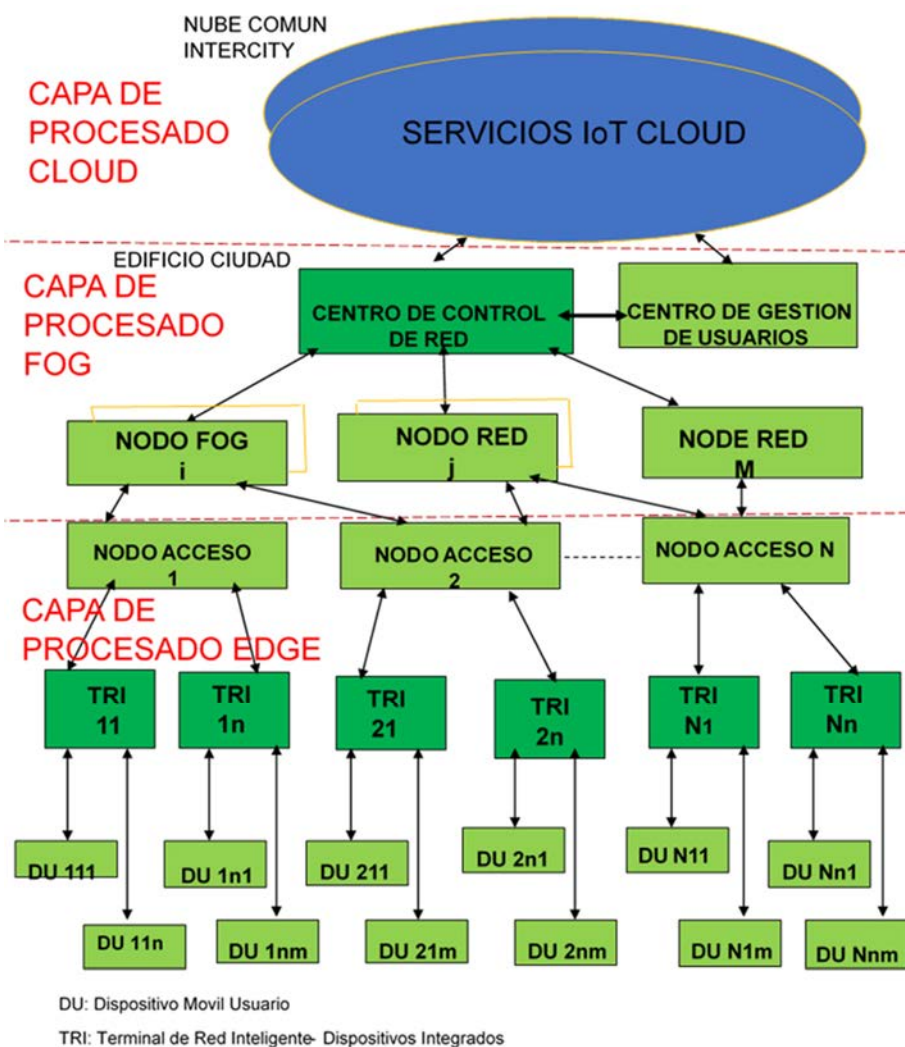 NUBE COMUN
INTERCITY
CAPA DE
PROCESADO
CLOUD
SERVICIOS IoT CLOUD
EDIFICIO CIUDAD
CAPA DE
PROCESADO
FOG
CENTRO DE CONTROL
DE RED
CENTRO DE GESTION
DE USUARIOS
NODO FOG
i
NODO RED
j
NODE RED
M
NODO ACCESO
1
NODO ACCESO
2
NODO ACCESO N
CAPA DE
PROCESADO EDGE
TRI
11
TRI
1n
TRI
21
TRI
2n
TRI
N1
TRI
Nn
DU 111
DU 1n1
DU 211
DU 2n1
DU N11
DU Nn1
DU 11n
DU 1nm
DU 21m
DU 2nm
DU N1m
DU Nnm
DU: Dispositivo Movil Usuario
TRI: Terminal de Red Inteligente- Dispositivos Integrados